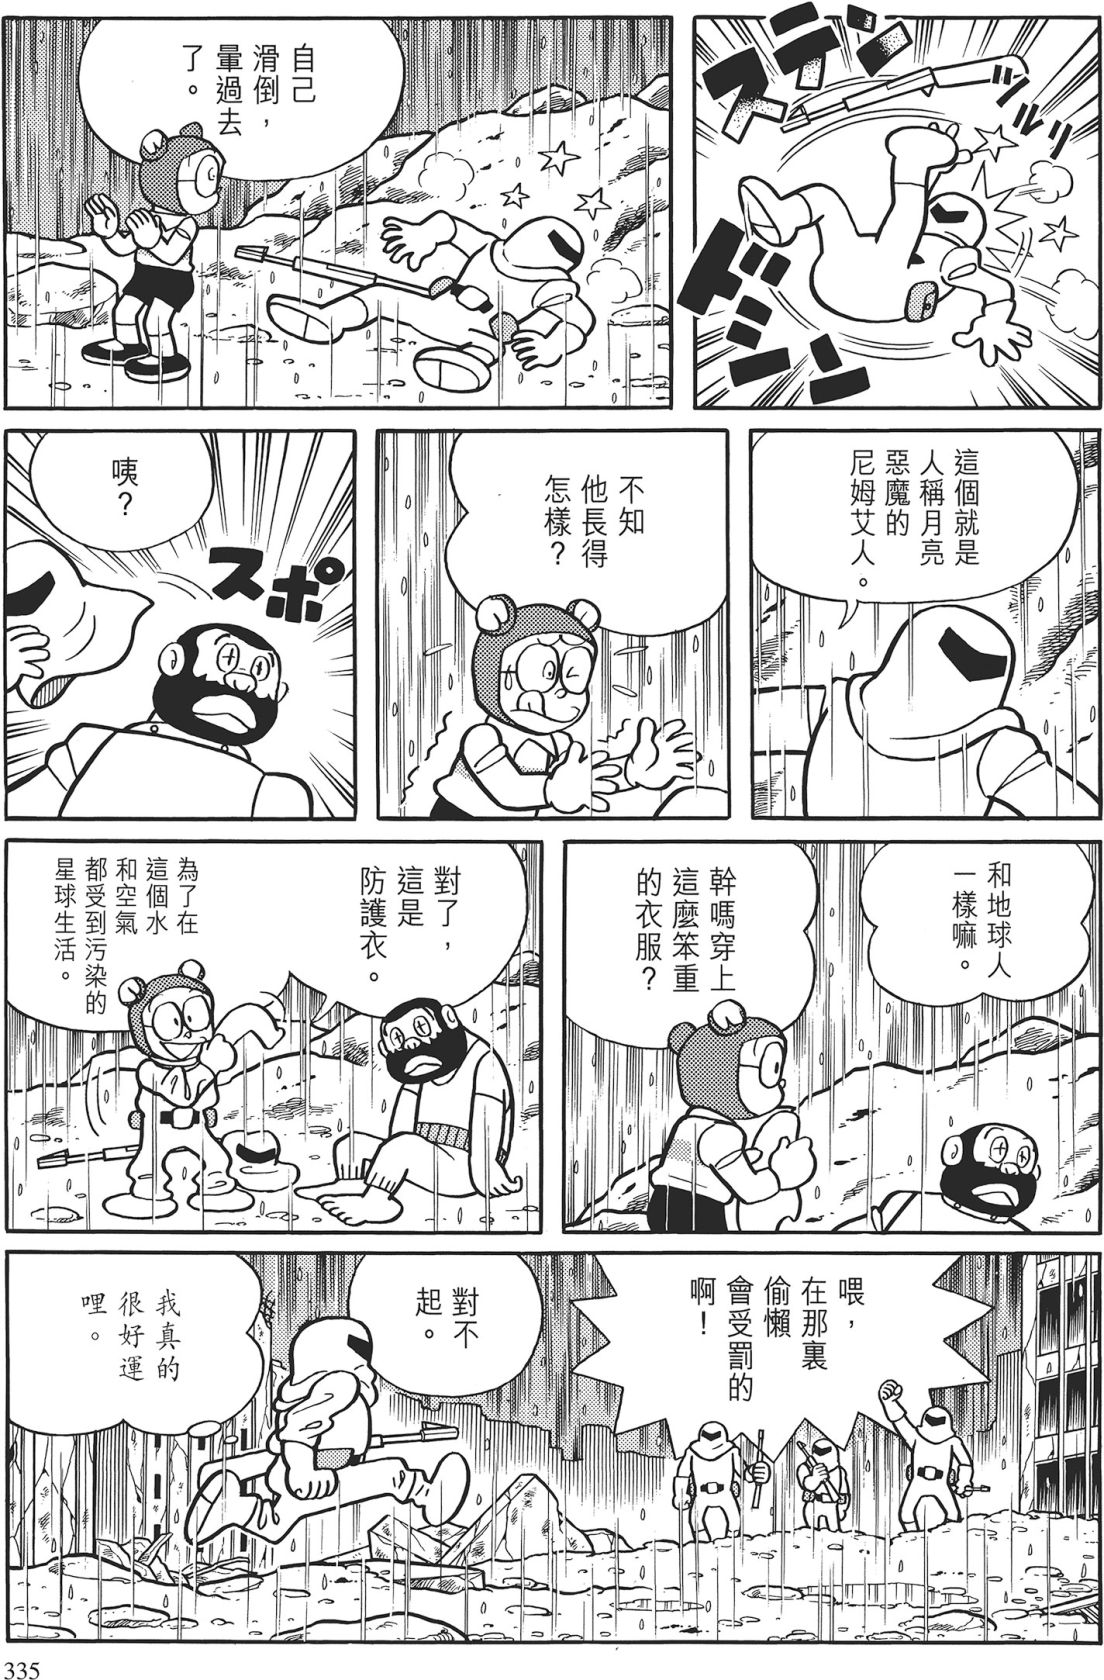 ツルリ
ドドドン
自己
滑倒，
暈過去
了。
這個就是
人稱月亮
惡魔的
尼姆艾人。
不知
他長得
怎樣？
咦？
スポ
和地球人
一樣嘛。
幹嗎穿上
這麼笨重
的衣服？
對了，
這是
防護衣。
為了在
這個水
和空氣
都受到污染的
星球生活。
喂，
在那裏
偷懶
會受罰的
啊！
對不
起。
我真的
很好運
哩。
335